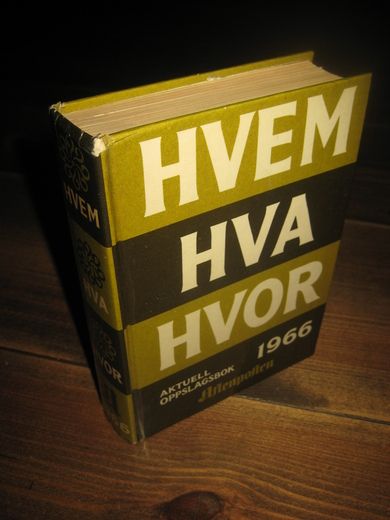 HVEM
HVA
HVOR
1966
AKTUELL
OPPSLAGSBOK
Aftenposten
HVEM
HVA
HVOR